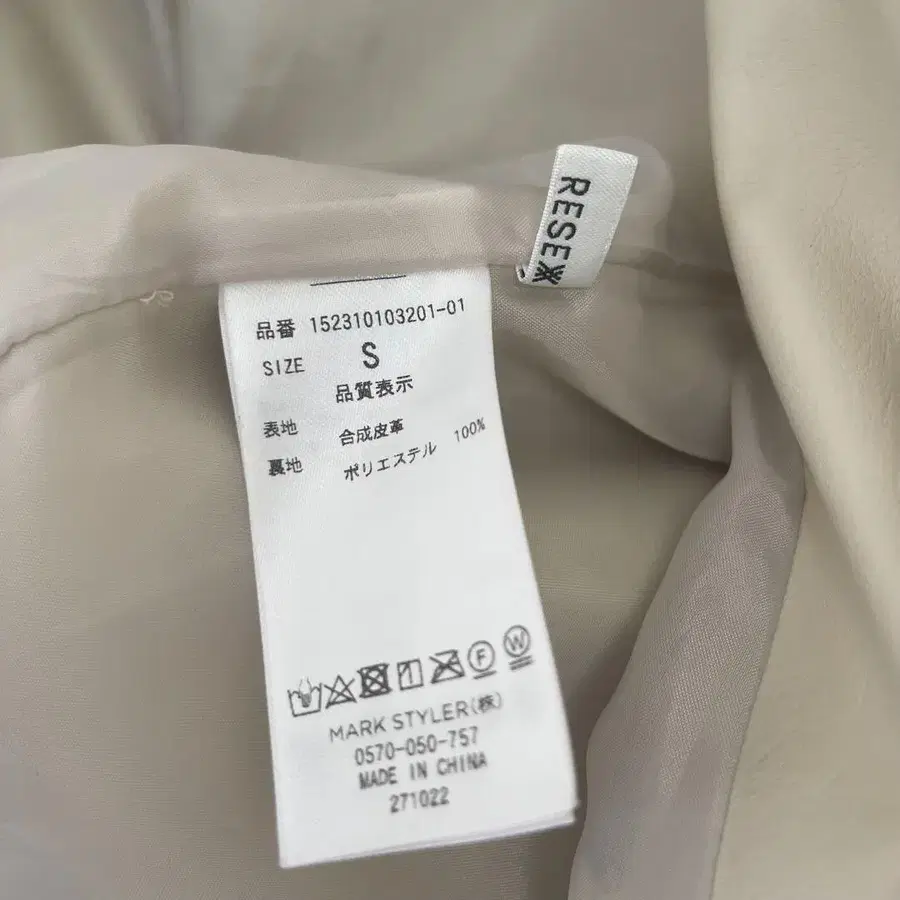 RESEXXY
品番 152310103201-01
SIZE S
品質表示
表地 合成皮革
裏地 ポリエステル 100%
F W
MARK STYLER(株)
0570-050-757
MADE IN CHINA
271022